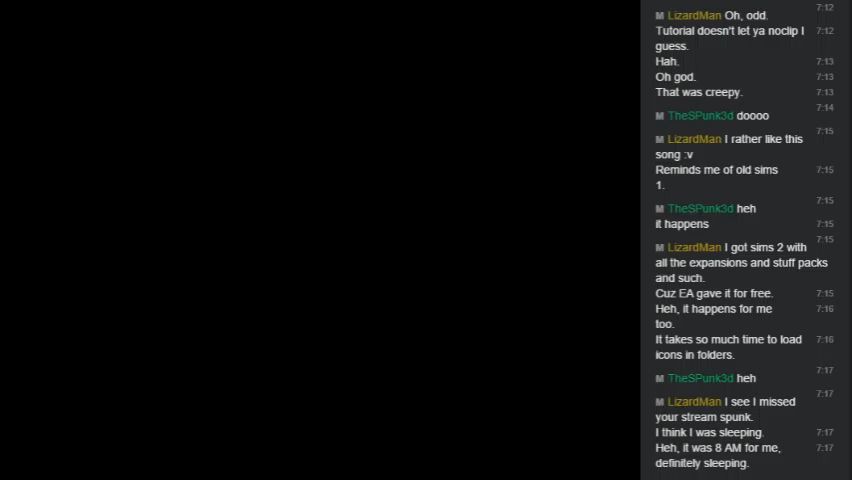 7:12
M LizardMan Oh, odd.
Tutorial doesn't let ya noclip I 7:12
guess.
Hah. 7:13
Oh god. 7:13
That was creepy. 7:13
7:14
M TheSPunk3d doooo
7:15
M LizardMan I rather like this
song :v
Reminds me of old sims 7:15
1.
7:15
M TheSPunk3d heh
it happens 7:15
7:15
M LizardMan I got sims 2 with
all the expansions and stuff packs
and such.
Cuz EA gave it for free. 7:15
Heh, it happens for me 7:16
too.
It takes so much time to load 7:16
icons in folders.
7:17
M TheSPunk3d heh
7:17
M LizardMan I see I missed
your stream spunk.
I think I was sleeping. 7:17
Heh, it was 8 AM for me, 7:17
definitely sleeping.